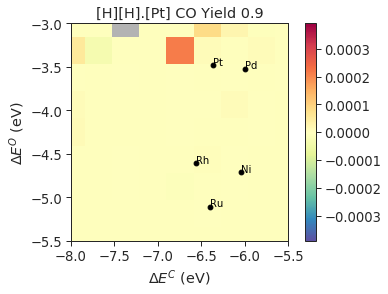 [H][H].[Pt] CO Yield 0.9
−3.0
−3.5
−4.0
−4.5
−5.0
−5.5
ΔE^O (eV)
Pt
Pd
Rh
Ni
Ru
−8.0 −7.5 −7.0 −6.5 −6.0 −5.5
ΔE^C (eV)
0.0003
0.0002
0.0001
0.0000
−0.0001
−0.0002
−0.0003